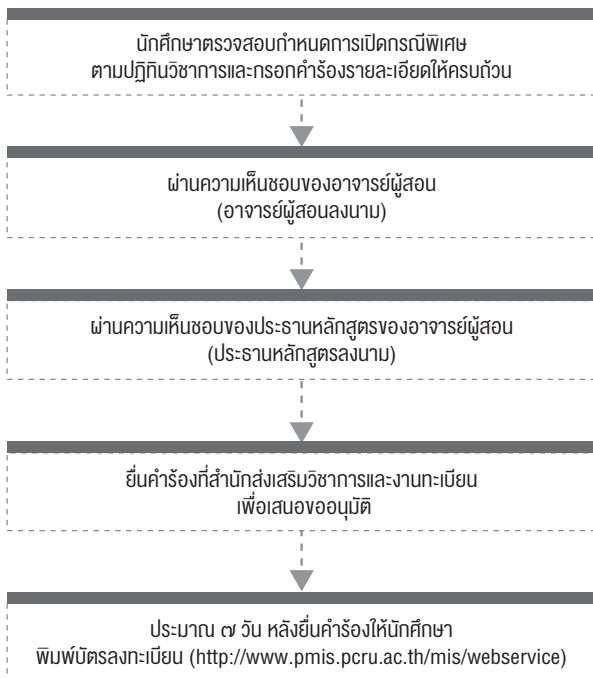 นักศึกษาตรวจสอบกำหนดการเปิดกรณีพิเศษ
ตามปฏิทินวิชาการและกรอกคำร้องรายละเอียดให้ครบถ้วน
ผ่านความเห็นชอบของอาจารย์ผู้สอน
(อาจารย์ผู้สอนลงนาม)
ผ่านความเห็นชอบของประธานหลักสูตรของอาจารย์ผู้สอน
(ประธานหลักสูตรลงนาม)
ยื่นคำร้องที่สำนักส่งเสริมวิชาการและงานทะเบียน
เพื่อเสนอขออนุมัติ
ประมาณ ๗ วัน หลังยื่นคำร้องให้นักศึกษา
พิมพ์บัตรลงทะเบียน (http://www.pmis.pcru.ac.th/mis/webservice)